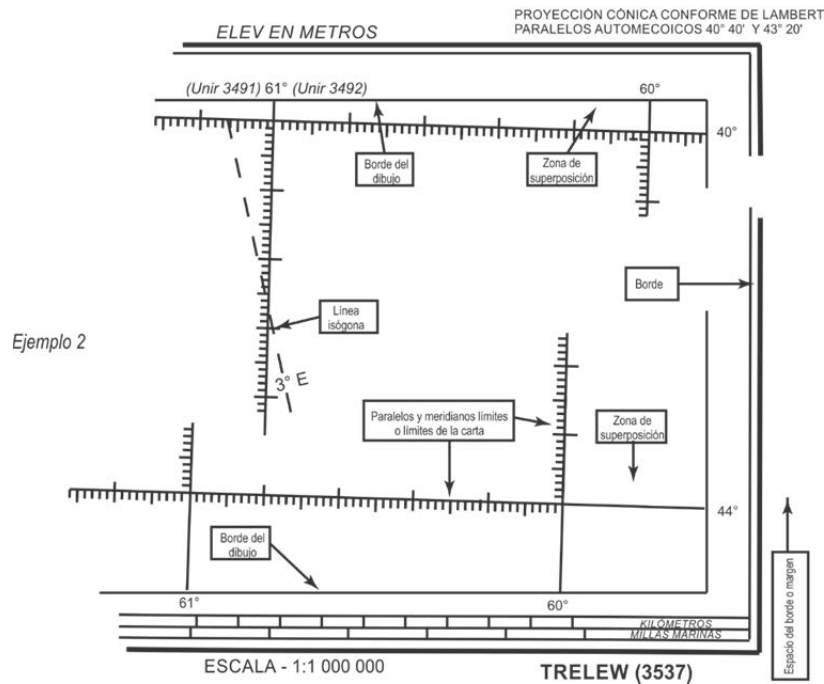 PROYECCIÓN CÓNICA CONFORME DE LAMBERT
PARALELOS AUTOMECOICOS 40° 40' Y 43° 20'
ELEV EN METROS
(Unir 3491) 61° (Unir 3492)
60°
40°
Borde del
dibujo
Zona de
superposición
Borde
Línea
isógona
Ejemplo 2
3° E
Paralelos y meridianos límites
o límites de la carta
Zona de
superposición
44°
Borde del
dibujo
Espacio del borde o margen
61°
60°
KILÓMETROS
MILLAS MARINAS
ESCALA - 1:1 000 000
TRELEW (3537)